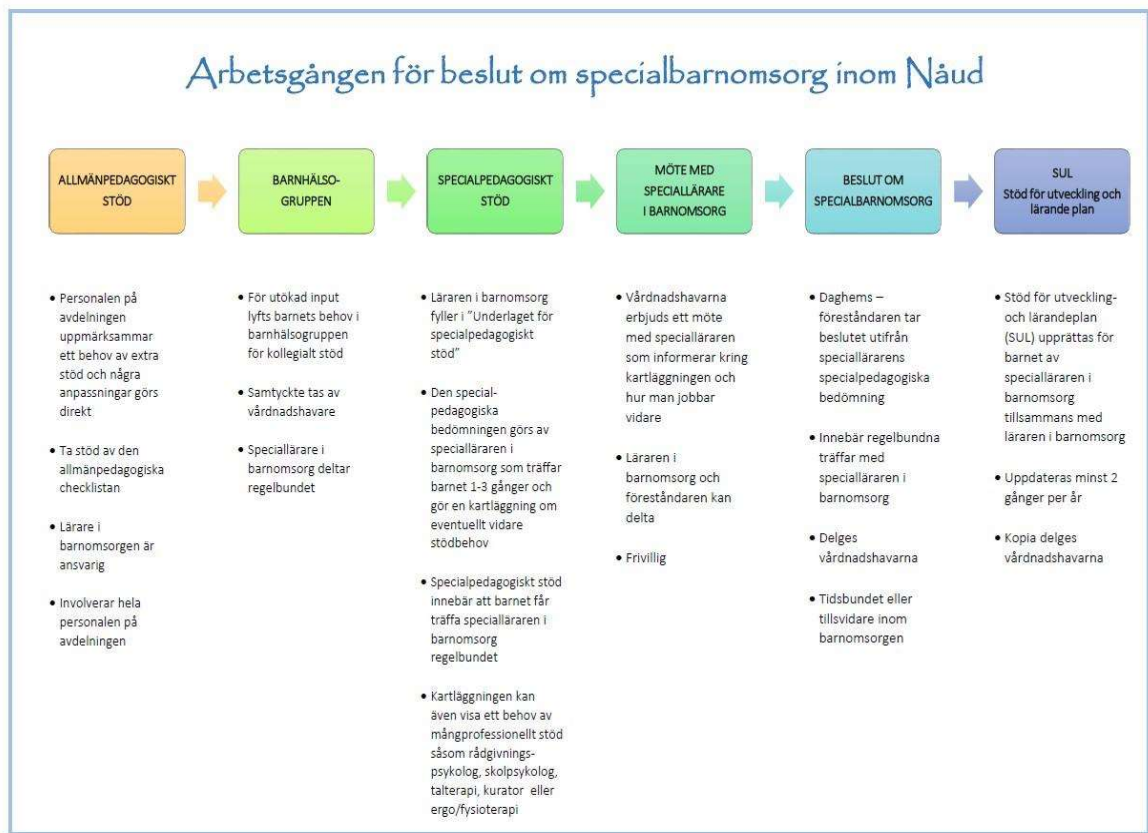 Arbetsgången för beslut om specialbarnomsorg inom Nåud
ALLMÄNPEDAGOGISKT
STÖD
BARNHÄLSO-
GRUPPEN
SPECIALPEDAGOGISKT
STÖD
MÖTE MED
SPECIALLÄRARE
I BARNOMSORG
BESLUT OM
SPECIALBARNOMSORG
SUL
Stöd för utveckling och
lärande plan
• Personalen på
avdelningen
uppmärksammar
ett behov av extra
stöd och några
anpassningar görs
direkt
• Ta stöd av den
allmänpedagogiska
checklistan
• Lärare i
barnomsorgen är
ansvarig
• Involverar hela
personalen på
avdelningen
• För utökad input
lyfts barnets behov i
barnhälsogruppen
för kollegialt stöd
• Samtyckte tas av
vårdnadshavare
• Speciallärare i
barnomsorg deltar
regelbundet
• Läraren i barnomsorg
fyller i ”Underlaget för
specialpedagogiskt
stöd”
• Den special-
pedagogiska
bedömningen görs av
specialläraren i
barnomsorg som träffar
barnet 1-3 gånger och
gör en kartläggning om
eventuellt vidare
stödbehov
• Specialpedagogiskt stöd
innebär att barnet får
träffa specialläraren i
barnomsorg
regelbundet
• Kartläggningen kan
även visa ett behov av
mångprofessionellt stöd
såsom rådgivnings-
psykolog, skolpsykolog,
talterapi, kurator eller
ergo/fysioterapi
• Vårdnadshavarna
erbjuds ett möte
med specialläraren
som informerar kring
kartläggningen och
hur man jobbar
vidare
• Läraren i
barnomsorg och
föreståndaren kan
delta
• Frivillig
• Daghems –
föreståndaren tar
beslutet utifrån
speciallärarens
specialpedagogiska
bedömning
• Innebär regelbundna
träffar med
specialläraren i
barnomsorg
• Delges
vårdnadshavarna
• Tidsbundet eller
tillsvidare inom
barnomsorgen
• Stöd för utveckling-
och lärandeplan
(SUL) upprättas för
barnet av
specialläraren i
barnomsorg
tillsammans med
läraren i barnomsorg
• Uppdateras minst 2
gånger per år
• Kopia delges
vårdnadshavarna